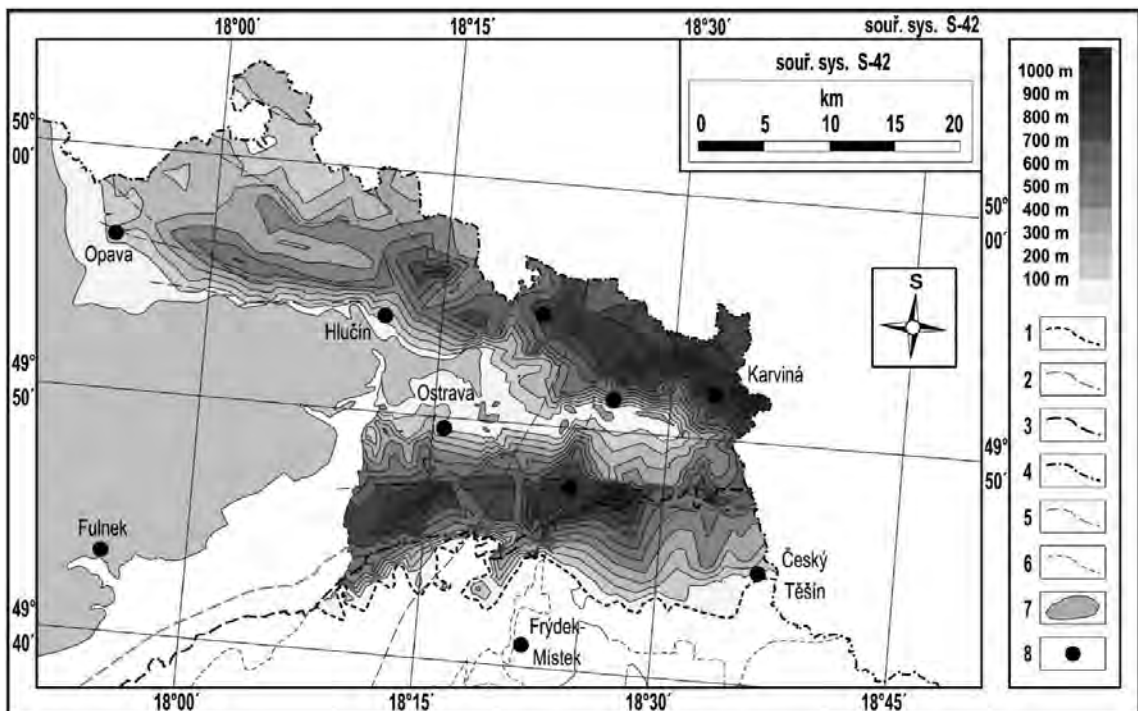 18°00´
18°15´
18°30´
souř. sys. S-42
souř. sys. S-42
km
0 5 10 15 20
50°
00´
50°
00´
Opava
Hlučín
S
49°
50´
Ostrava
Karviná
49°
50´
Fulnek
Český
Těšín
49°
40´
Frýdek-
Místek
18°00´
18°15´
18°30´
18°45´
1000 m
900 m
800 m
700 m
600 m
500 m
400 m
300 m
200 m
100 m
1
2
3
4
5
6
7
8